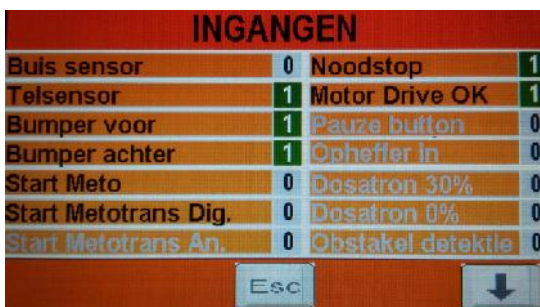 INGANGEN
Buis sensor 0 Noodstop 1
Telsensor 1 Motor Drive OK 1
Bumper voor 1 Pauze button 0
Bumper achter 1 Opheffer in 0
Start Meto 0 Dosatron 30% 0
Start Metotrans Dig. 0 Dosatron 0% 0
Start Metotrans An. 0 Obstakel detektie 0
Esc